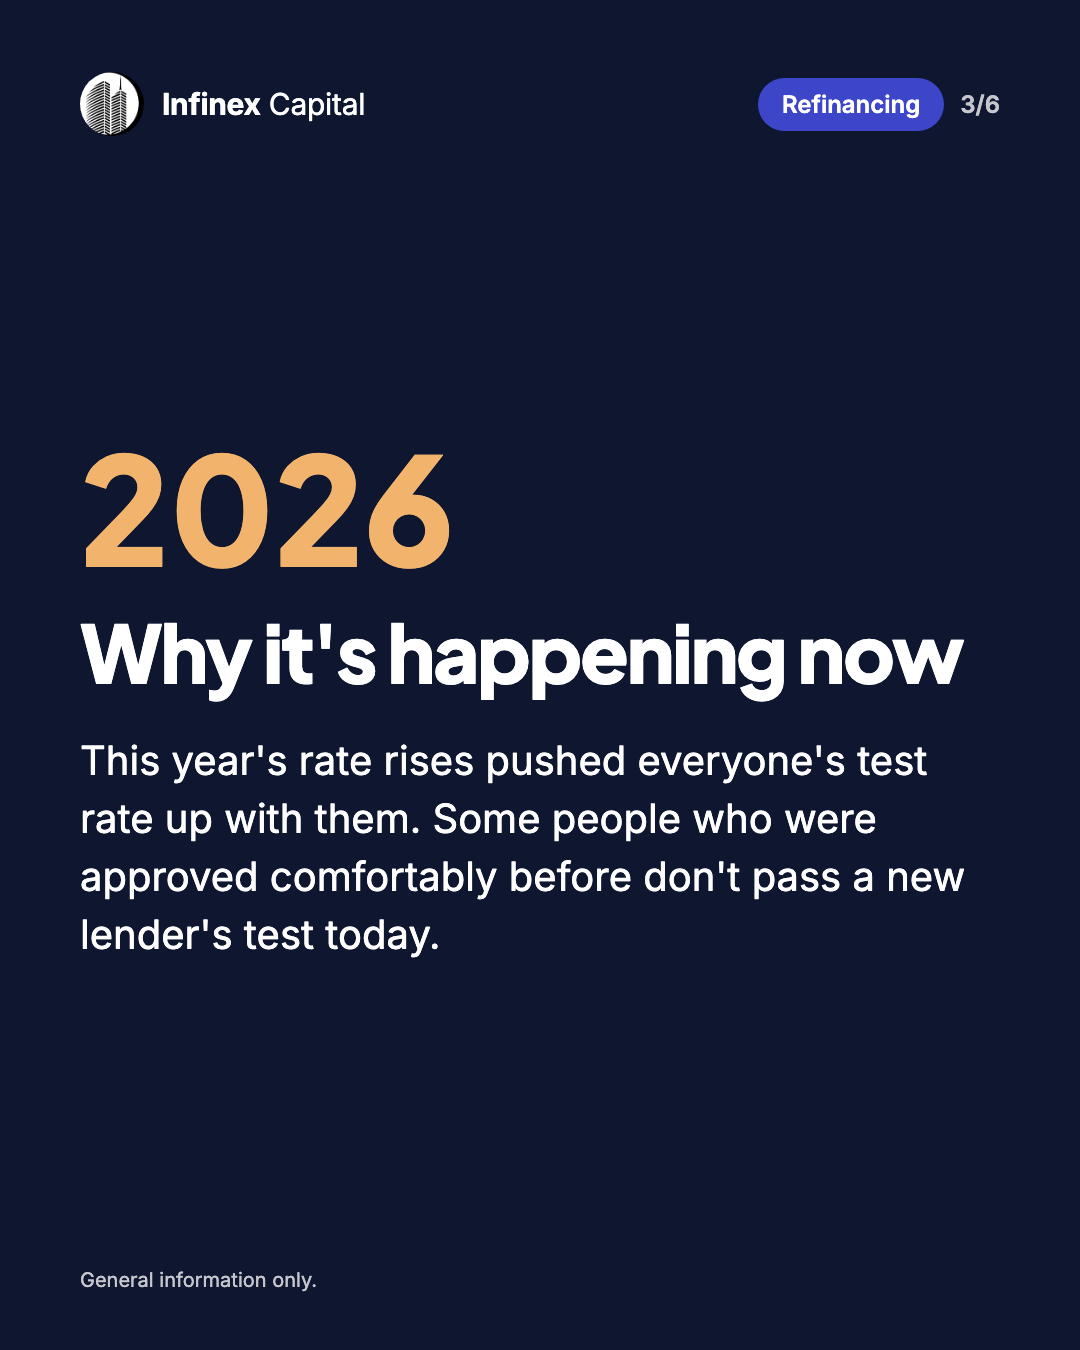 Infinex Capital
Refinancing 3/6
2026
Why it's happening now
This year's rate rises pushed everyone's test
rate up with them. Some people who were
approved comfortably before don't pass a new
lender's test today.
General information only.